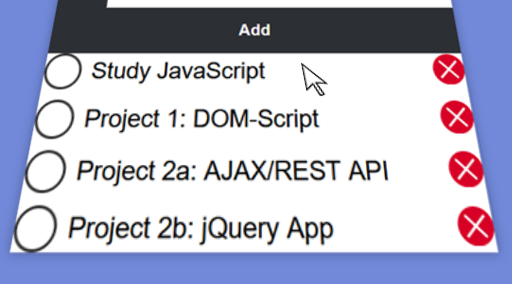 Add
Study JavaScript
Project 1: DOM-Script
Project 2a: AJAX/REST API
Project 2b: jQuery App